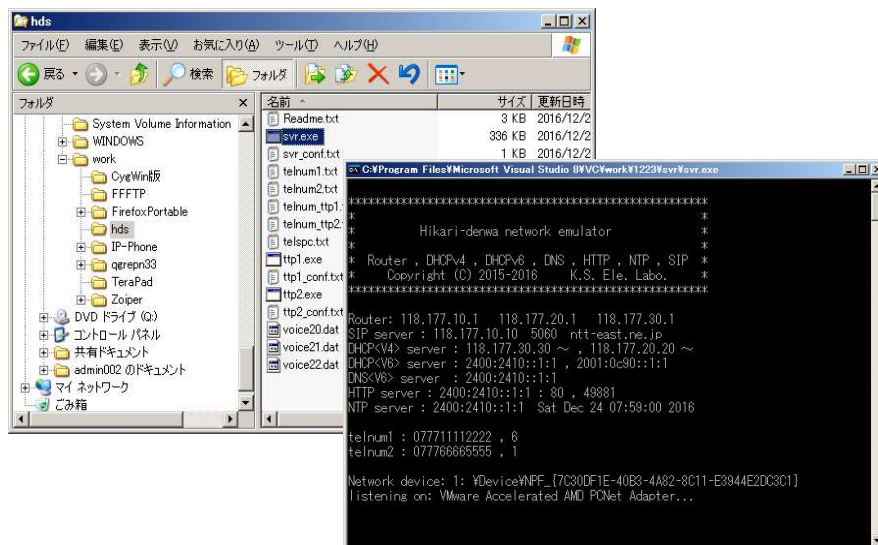 hds
ファイル(F) 編集(E) 表示(V) お気に入り(A) ツール(T) ヘルプ(H)
戻る 検索 フォルダ
フォルダ
System Volume Information
WINDOWS
work
CygWin版
FFFTP
FirefoxPortable
hds
IP-Phone
qgrepn33
TeraPad
Zoiper
DVD ドライブ (Q:)
コントロール パネル
共有ドキュメント
admin002 のドキュメント
マイ ネットワーク
ごみ箱
名前 サイズ 更新日時
Readme.txt 3 KB 2016/12/2
svr.exe 336 KB 2016/12/2
svr_conf.txt 1 KB 2016/12/2
telnum1.txt
telnum2.txt
telnum_ttp1.
telnum_ttp2.
telspc.txt
ttp1.exe
ttp1_conf.txt
ttp2.exe
ttp2_conf.txt
voice20.dat
voice21.dat
voice22.dat
C:¥Program Files¥Microsoft Visual Studio 8¥VC¥work¥1223¥svr¥svr.exe
* Hikari-denwa network emulator *
* Router , DHCPv4 , DHCPv6 , DNS , HTTP , NTP , SIP *
* Copyright (C) 2015-2016 K.S. Ele. Labo. *
Router: 118.177.10.1 118.177.20.1 118.177.30.1
SIP server : 118.177.10.10 5060 ntt-east.ne.jp
DHCP<V4> server : 118.177.30.30 ～ , 118.177.20.20 ～
DHCP<V6> server : 2400:2410::1:1 , 2001:0c90::1:1
DNS<V6> server : 2400:2410::1:1
HTTP server : 2400:2410::1:1 : 80 , 49881
NTP server : 2400:2410::1:1 Sat Dec 24 07:59:00 2016
telnum1 : 077711112222 , 6
telnum2 : 077766665555 , 1
Network device: 1: ¥Device¥NPF_{7C30DF1E-40B3-4A82-8C11-E3944E2DC3C1}
listening on: VMware Accelerated AMD PCNet Adapter...